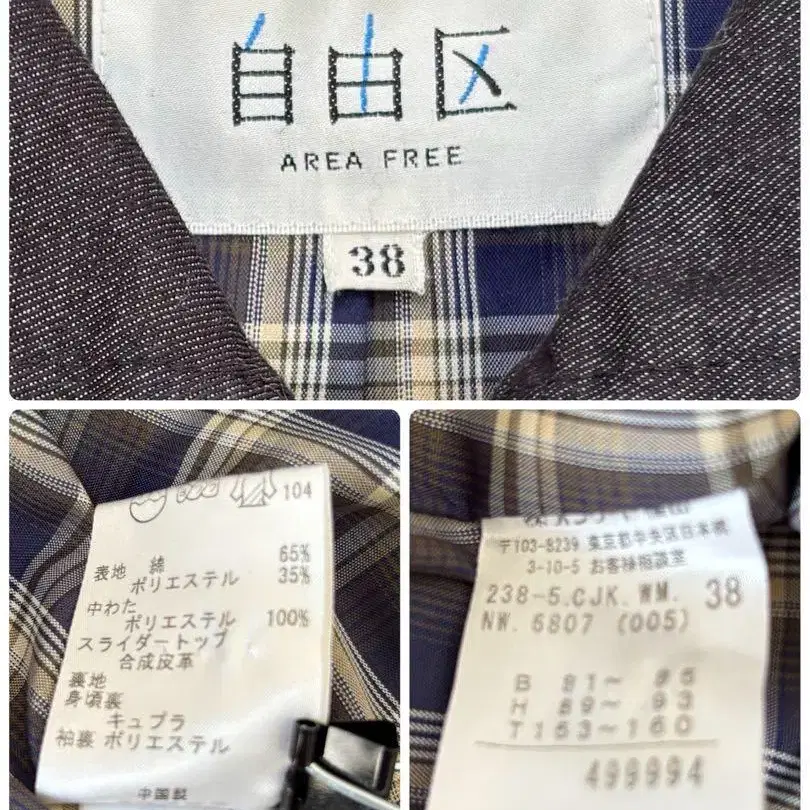 自由区
AREA FREE
38
104
表地 綿 65%
ポリエステル 35%
中わた
ポリエステル 100%
スライダートップ
合成皮革
裏地
身頃裏
キュプラ
袖裏 ポリエステル
中国製
〒103-8239 東京都中央区日本橋
3-10-5 お客様相談室
238-5.CJK.WM. 38
NW. 6807 (005)
B 81~ 85
H 89~ 93
T 153~160
499994